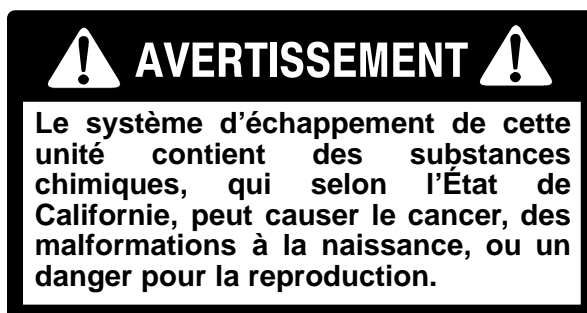 AVERTISSEMENT
Le système d’échappement de cette
unité contient des substances
chimiques, qui selon l’État de
Californie, peut causer le cancer, des
malformations à la naissance, ou un
danger pour la reproduction.